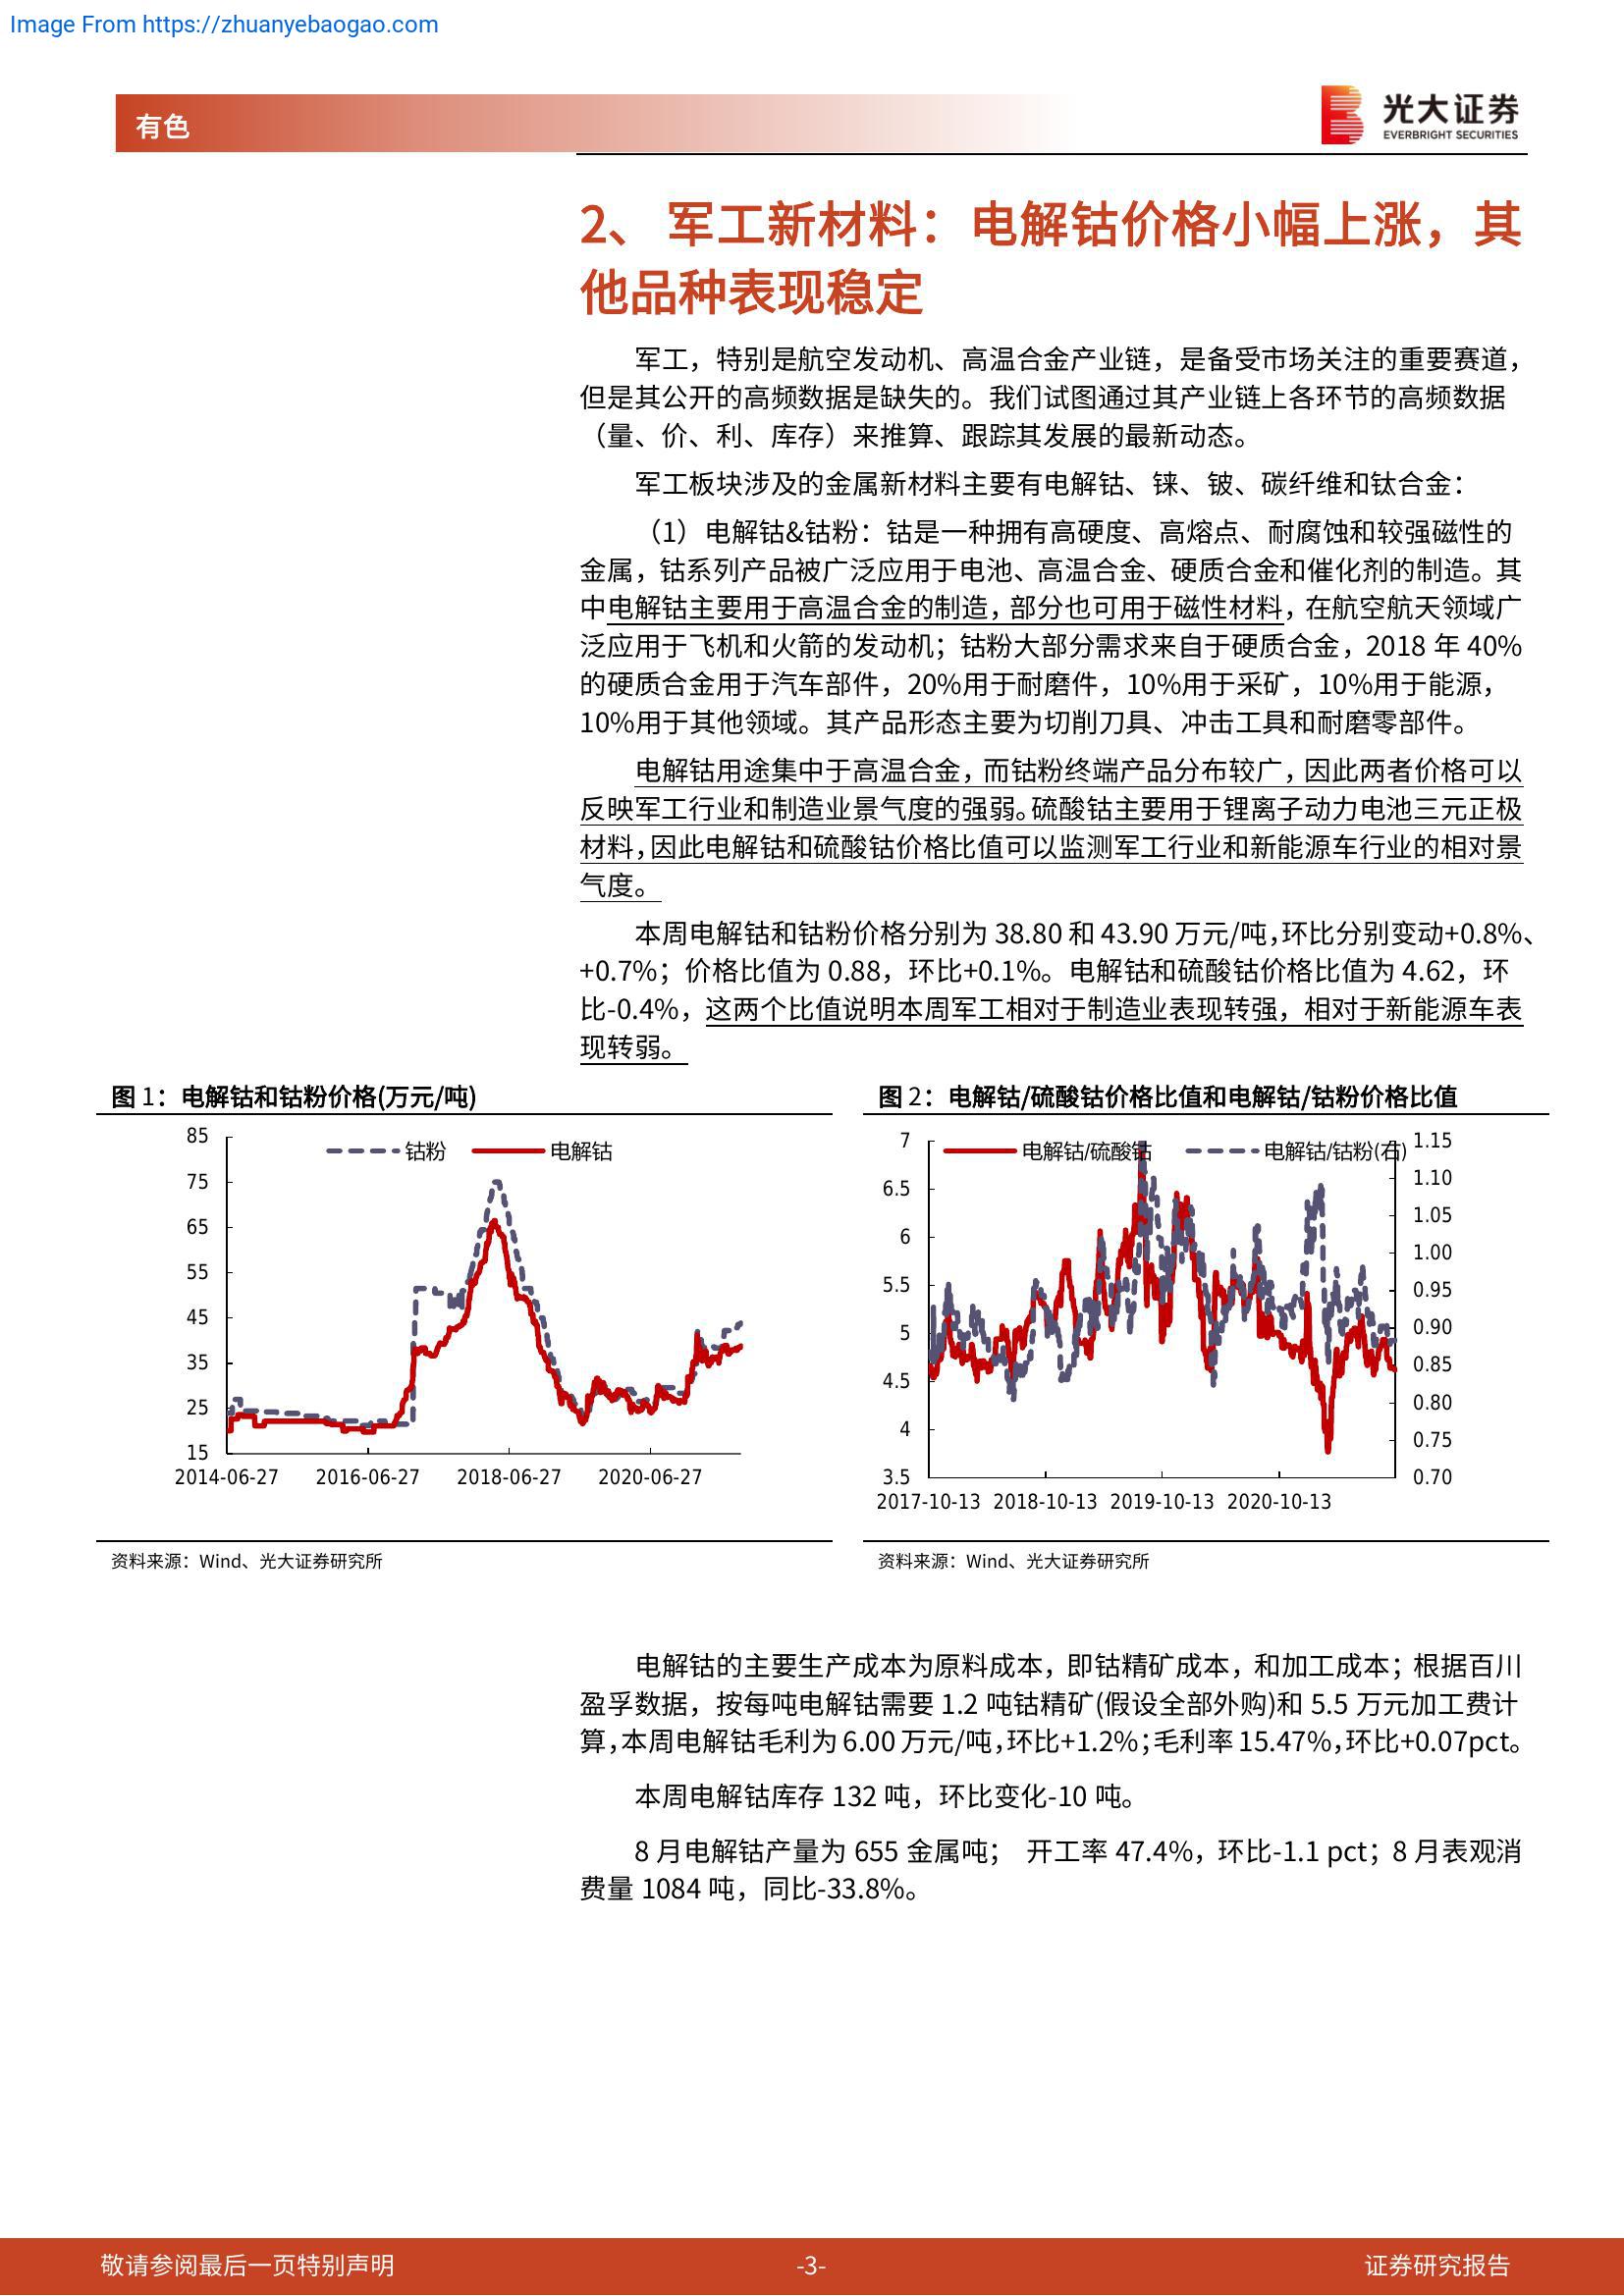 Image From https://zhuanyebaogao.com
有色
光大证券
EVERBRIGHT SECURITIES
2、 军工新材料：电解钴价格小幅上涨，其
他品种表现稳定
军工，特别是航空发动机、高温合金产业链，是备受市场关注的重要赛道，
但是其公开的高频数据是缺失的。我们试图通过其产业链上各环节的高频数据
（量、价、利、库存）来推算、跟踪其发展的最新动态。
军工板块涉及的金属新材料主要有电解钴、铼、铍、碳纤维和钛合金：
（1）电解钴&钴粉：钴是一种拥有高硬度、高熔点、耐腐蚀和较强磁性的
金属，钴系列产品被广泛应用于电池、高温合金、硬质合金和催化剂的制造。其
中电解钴主要用于高温合金的制造，部分也可用于磁性材料，在航空航天领域广
泛应用于飞机和火箭的发动机；钴粉大部分需求来自于硬质合金，2018 年 40%
的硬质合金用于汽车部件，20%用于耐磨件，10%用于采矿，10%用于能源，
10%用于其他领域。其产品形态主要为切削刀具、冲击工具和耐磨零部件。
电解钴用途集中于高温合金，而钴粉终端产品分布较广，因此两者价格可以
反映军工行业和制造业景气度的强弱。硫酸钴主要用于锂离子动力电池三元正极
材料，因此电解钴和硫酸钴价格比值可以监测军工行业和新能源车行业的相对景
气度。
本周电解钴和钴粉价格分别为 38.80 和 43.90 万元/吨，环比分别变动+0.8%、
+0.7%；价格比值为 0.88，环比+0.1%。电解钴和硫酸钴价格比值为 4.62，环
比-0.4%，这两个比值说明本周军工相对于制造业表现转强，相对于新能源车表
现转弱。
图 1：电解钴和钴粉价格(万元/吨)
85
75
65
55
45
35
25
15
钴粉 电解钴
2014-06-27 2016-06-27 2018-06-27 2020-06-27
资料来源：Wind、光大证券研究所
图 2：电解钴/硫酸钴价格比值和电解钴/钴粉价格比值
7
6.5
6
5.5
5
4.5
4
3.5
电解钴/硫酸钴 电解钴/钴粉(右)
1.15
1.10
1.05
1.00
0.95
0.90
0.85
0.80
0.75
0.70
2017-10-13 2018-10-13 2019-10-13 2020-10-13
资料来源：Wind、光大证券研究所
电解钴的主要生产成本为原料成本，即钴精矿成本，和加工成本；根据百川
盈孚数据，按每吨电解钴需要 1.2 吨钴精矿(假设全部外购)和 5.5 万元加工费计
算，本周电解钴毛利为 6.00 万元/吨，环比+1.2%；毛利率 15.47%，环比+0.07pct。
本周电解钴库存 132 吨，环比变化-10 吨。
8 月电解钴产量为 655 金属吨； 开工率 47.4%，环比-1.1 pct；8 月表观消
费量 1084 吨，同比-33.8%。
敬请参阅最后一页特别声明
-3-
证券研究报告